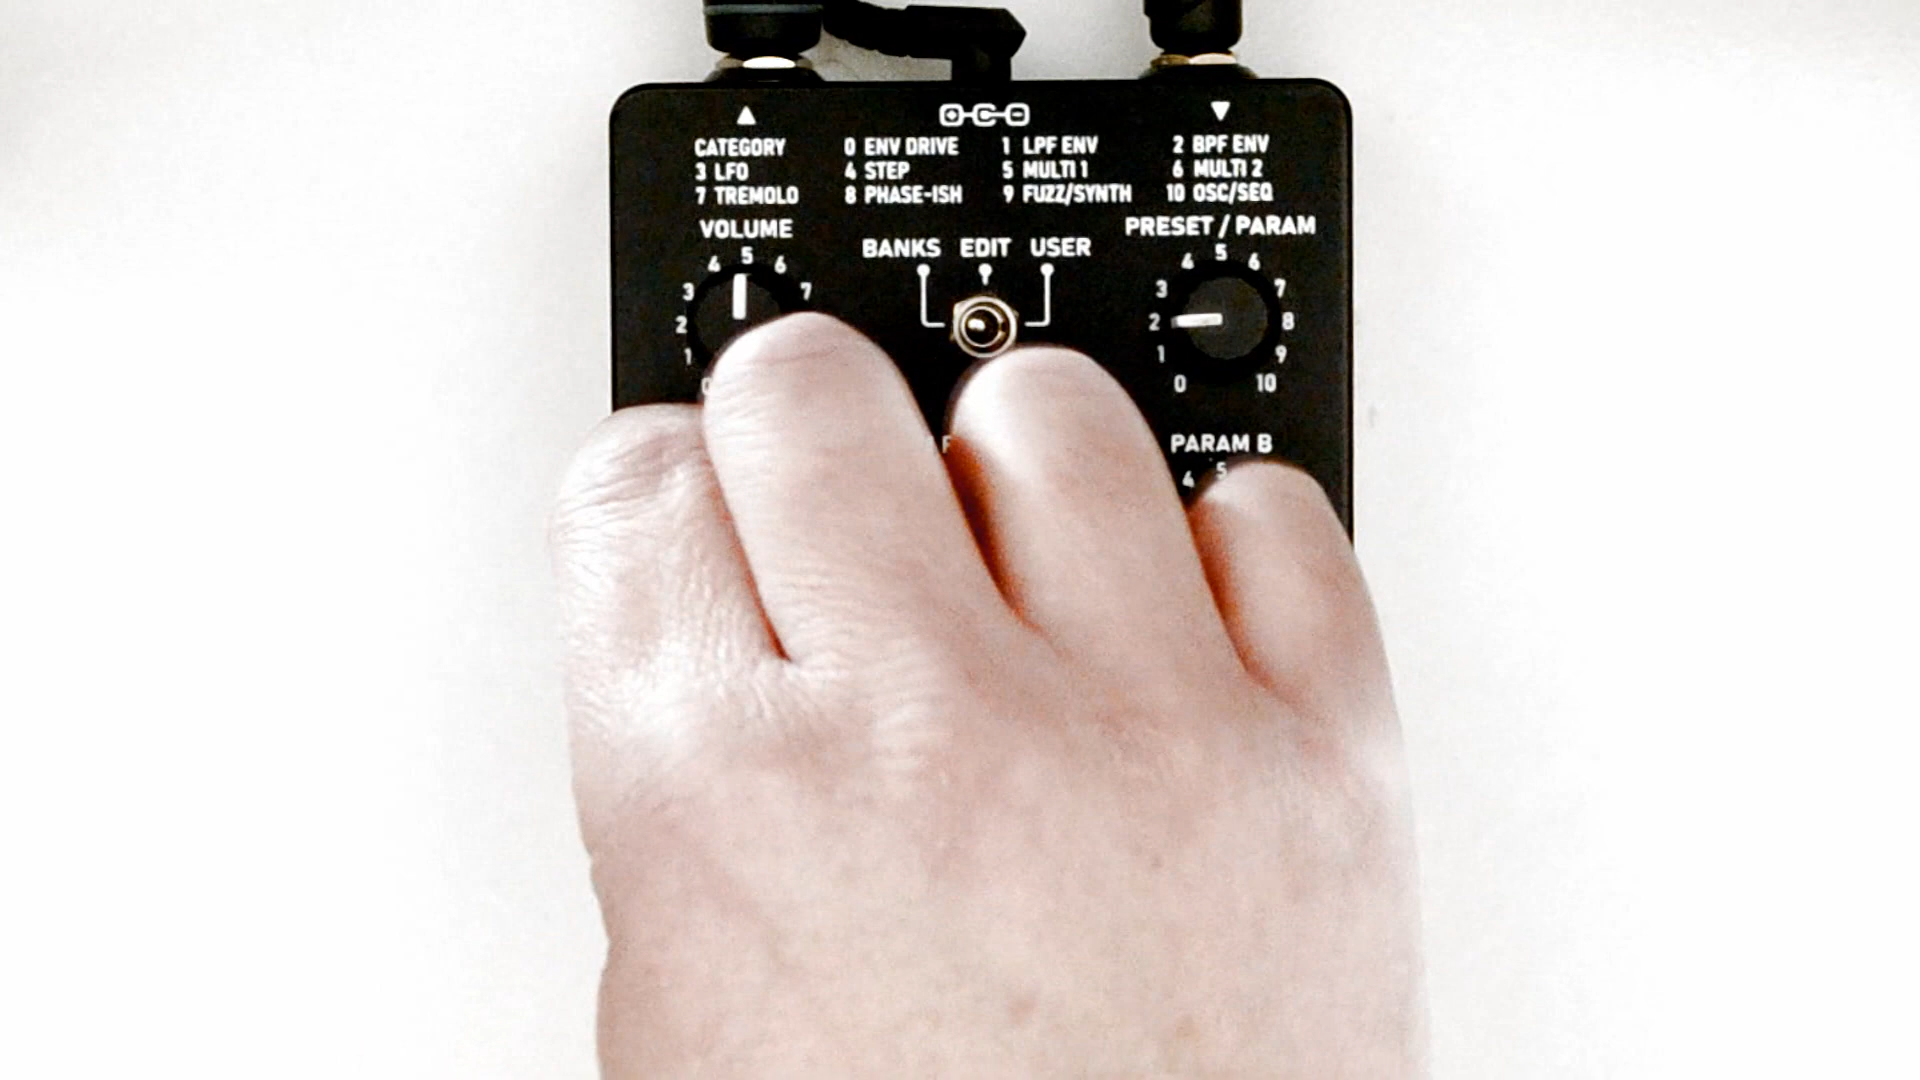 CATEGORY 0 ENV DRIVE 1 LPF ENV 2 BPF ENV
3 LFO 4 STEP 5 MULTI 1 6 MULTI 2
7 TREMOLO 8 PHASE-ISH 9 FUZZ/SYNTH 10 OSC/SEQ
VOLUME
0 1 2 3 4 5 6 7
BANKS EDIT USER
PRESET / PARAM
0 1 2 3 4 5 6 7 8 9 10
PARAM B
4 5